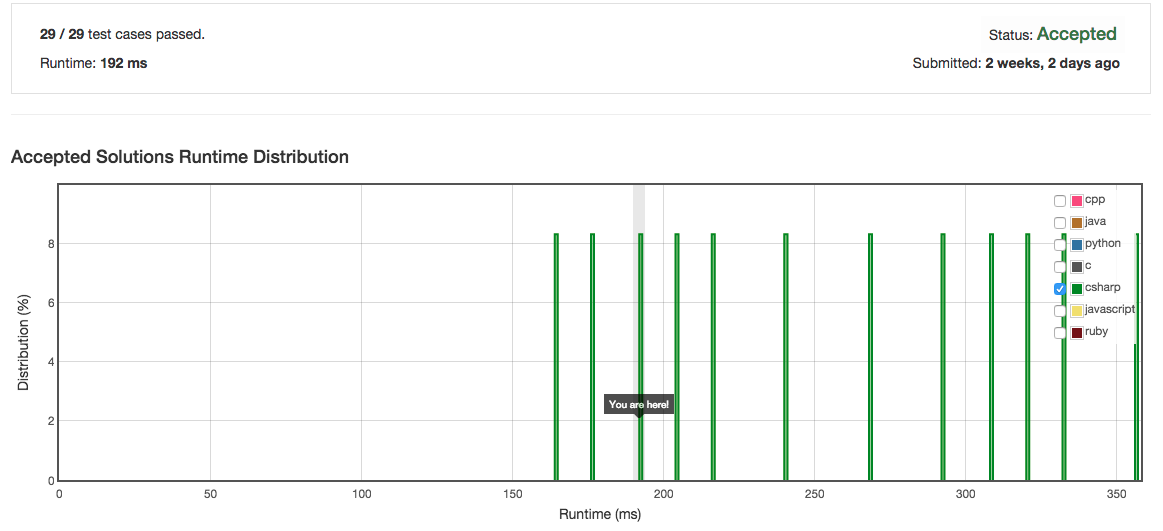 29 / 29 test cases passed.
Status: Accepted
Runtime: 192 ms
Submitted: 2 weeks, 2 days ago
Accepted Solutions Runtime Distribution
cpp
java
python
c
csharp
javascript
ruby
8
6
4
2
0
Distribution (%)
You are here!
0 50 100 150 200 250 300 350
Runtime (ms)